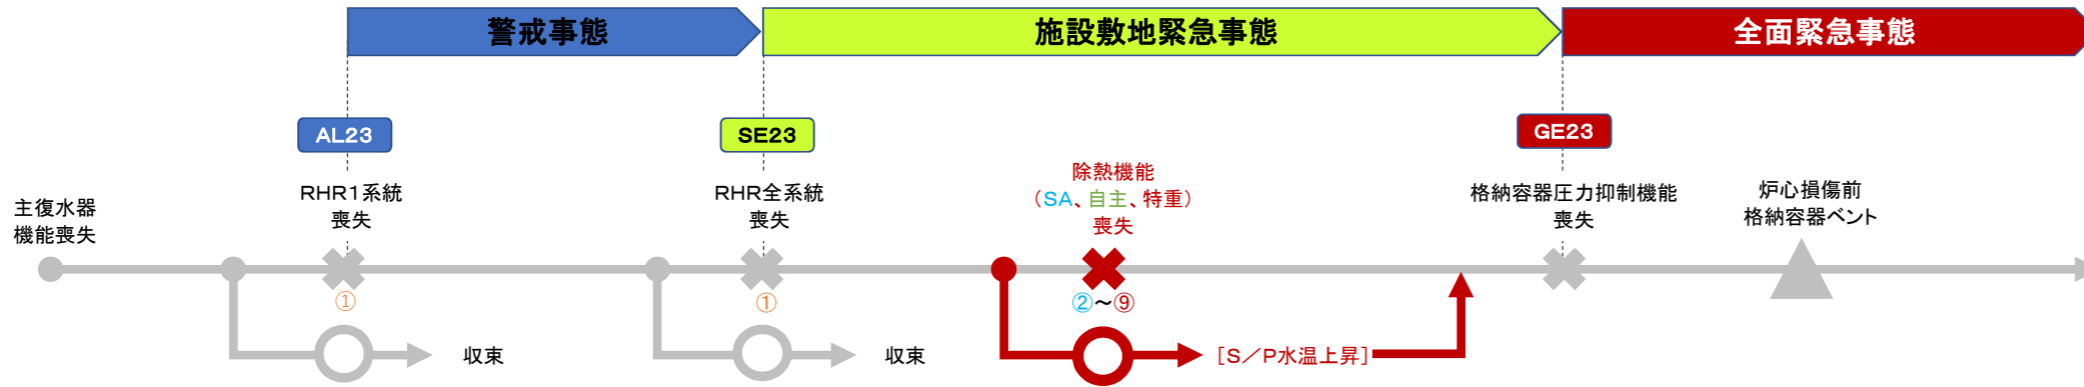 警戒事態
施設敷地緊急事態
全面緊急事態
AL23
SE23
GE23
主復水器
機能喪失
RHR1系統
喪失
RHR全系統
喪失
除熱機能
(SA、自主、特重)
喪失
格納容器圧力抑制機能
喪失
炉心損傷前
格納容器ベント
①
①
②~⑨
収束
収束
[S/P水温上昇]